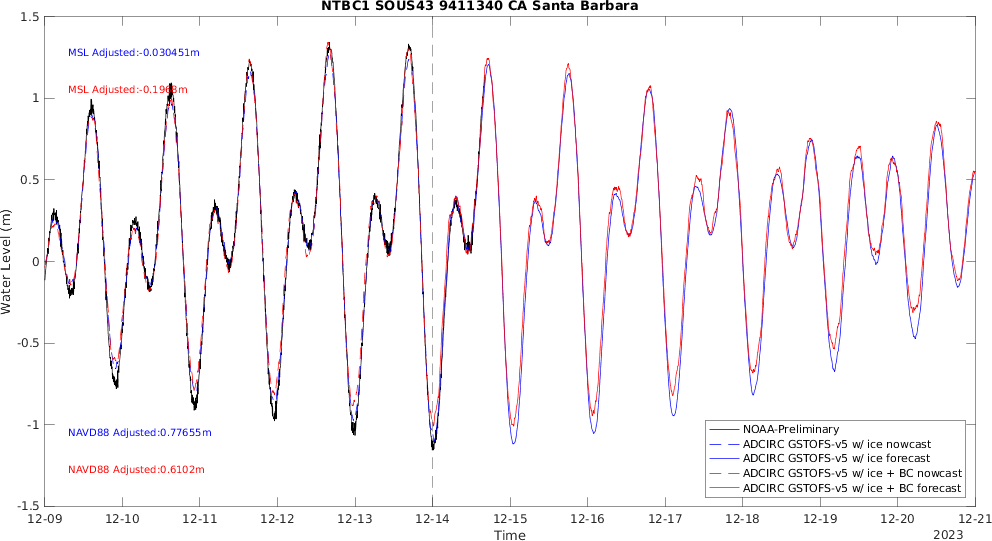 NTBC1 SOUS43 9411340 CA Santa Barbara
1.5
MSL Adjusted:-0.030451m
1
MSL Adjusted:-0.1968m
0.5
Water Level (m)
0
-0.5
-1
NAVD88 Adjusted:0.77655m
NAVD88 Adjusted:0.6102m
-1.5
NOAA-Preliminary
ADCIRC GSTOFS-v5 w/ ice nowcast
ADCIRC GSTOFS-v5 w/ ice forecast
ADCIRC GSTOFS-v5 w/ ice + BC nowcast
ADCIRC GSTOFS-v5 w/ ice + BC forecast
12-09 12-10 12-11 12-12 12-13 12-14 12-15 12-16 12-17 12-18 12-19 12-20 12-21
Time
2023